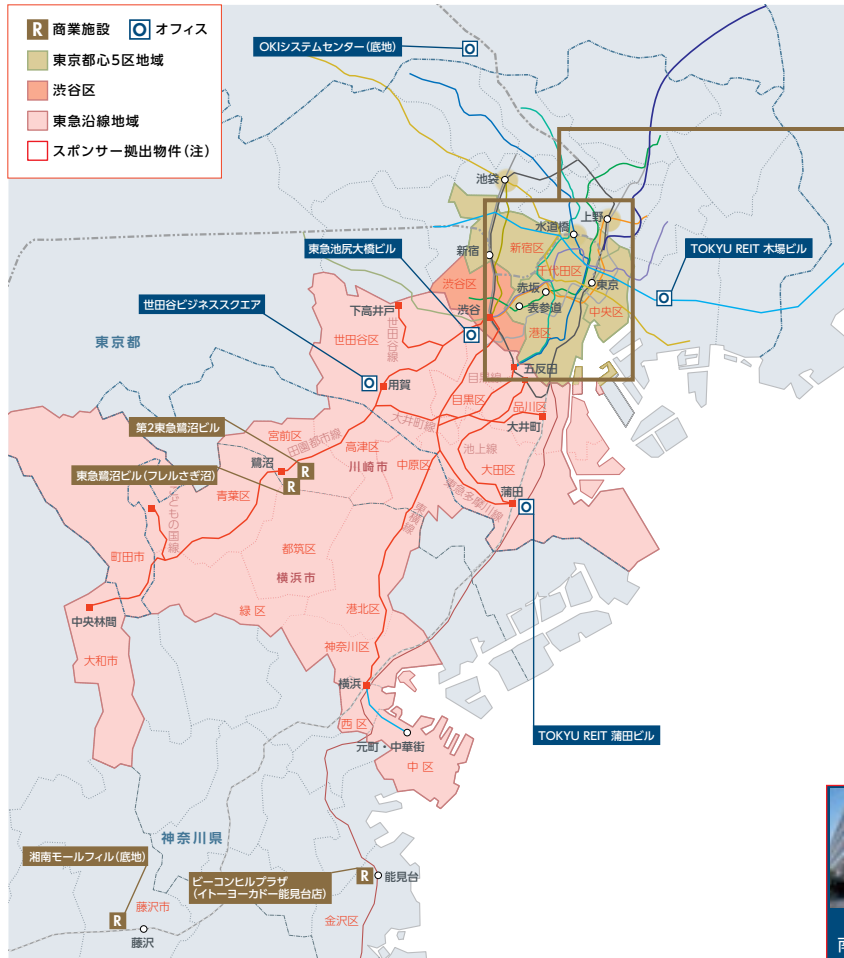 R 商業施設 O オフィス
東京都心5区地域
渋谷区
東急沿線地域
スポンサー拠出物件(注)
OKIシステムセンター(底地)
池袋
上野
水道橋
東急池尻大橋ビル
新宿
新宿区
TOKYU REIT 木場ビル
千代田区
渋谷区
赤坂
東京
世田谷ビジネススクエア
下高井戸
表参道
中央区
渋谷
港区
世田谷線
世田谷区
東京都
五反田
目黒線
用賀
目黒区
品川区
大井町線
大井町
第2東急鷺沼ビル
宮前区
田園都市線
高津区
池上線
鷺沼
R
川崎市
中原区
大田区
東急鷺沼ビル(フレルさぎ沼)
R
青葉区
東急多摩川線
蒲田
こどもの国線
東横線
都筑区
町田市
横浜市
緑区
港北区
中央林間
神奈川区
大和市
横浜
西区
TOKYU REIT 蒲田ビル
元町・中華街
中区
神奈川県
湘南モールフィル(底地)
ビーコンヒルプラザ
(イトーヨーカドー能見台店)
R
能見台
藤沢市
R
金沢区
藤沢